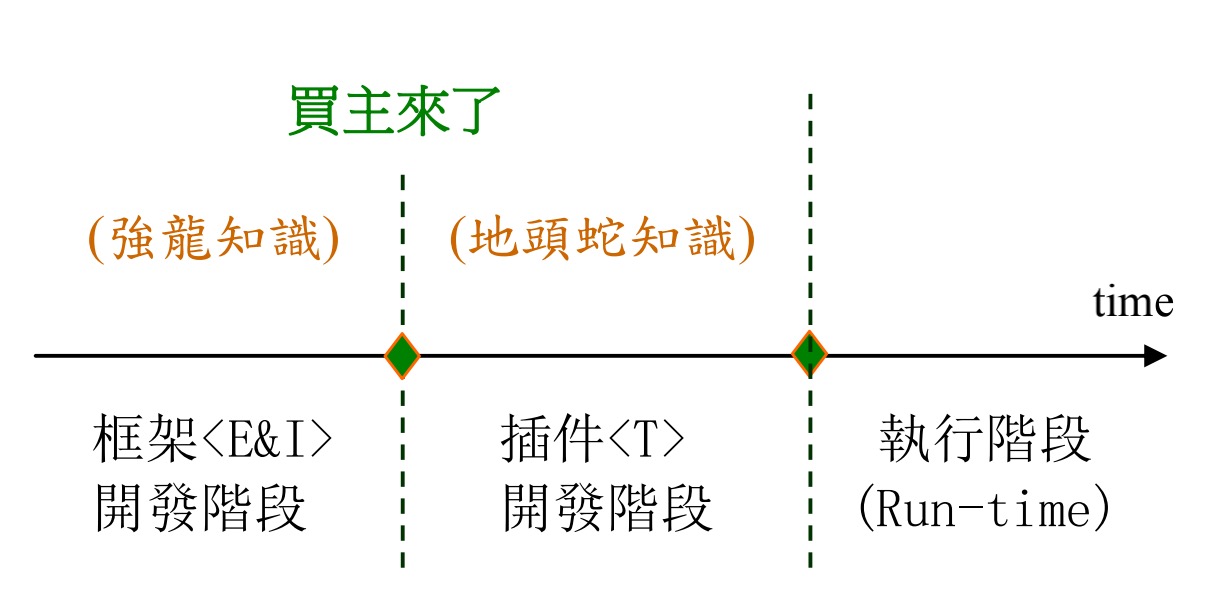 買主來了
(強龍知識)
(地頭蛇知識)
time
框架<E&I>
開發階段
插件<T>
開發階段
執行階段
(Run-time)